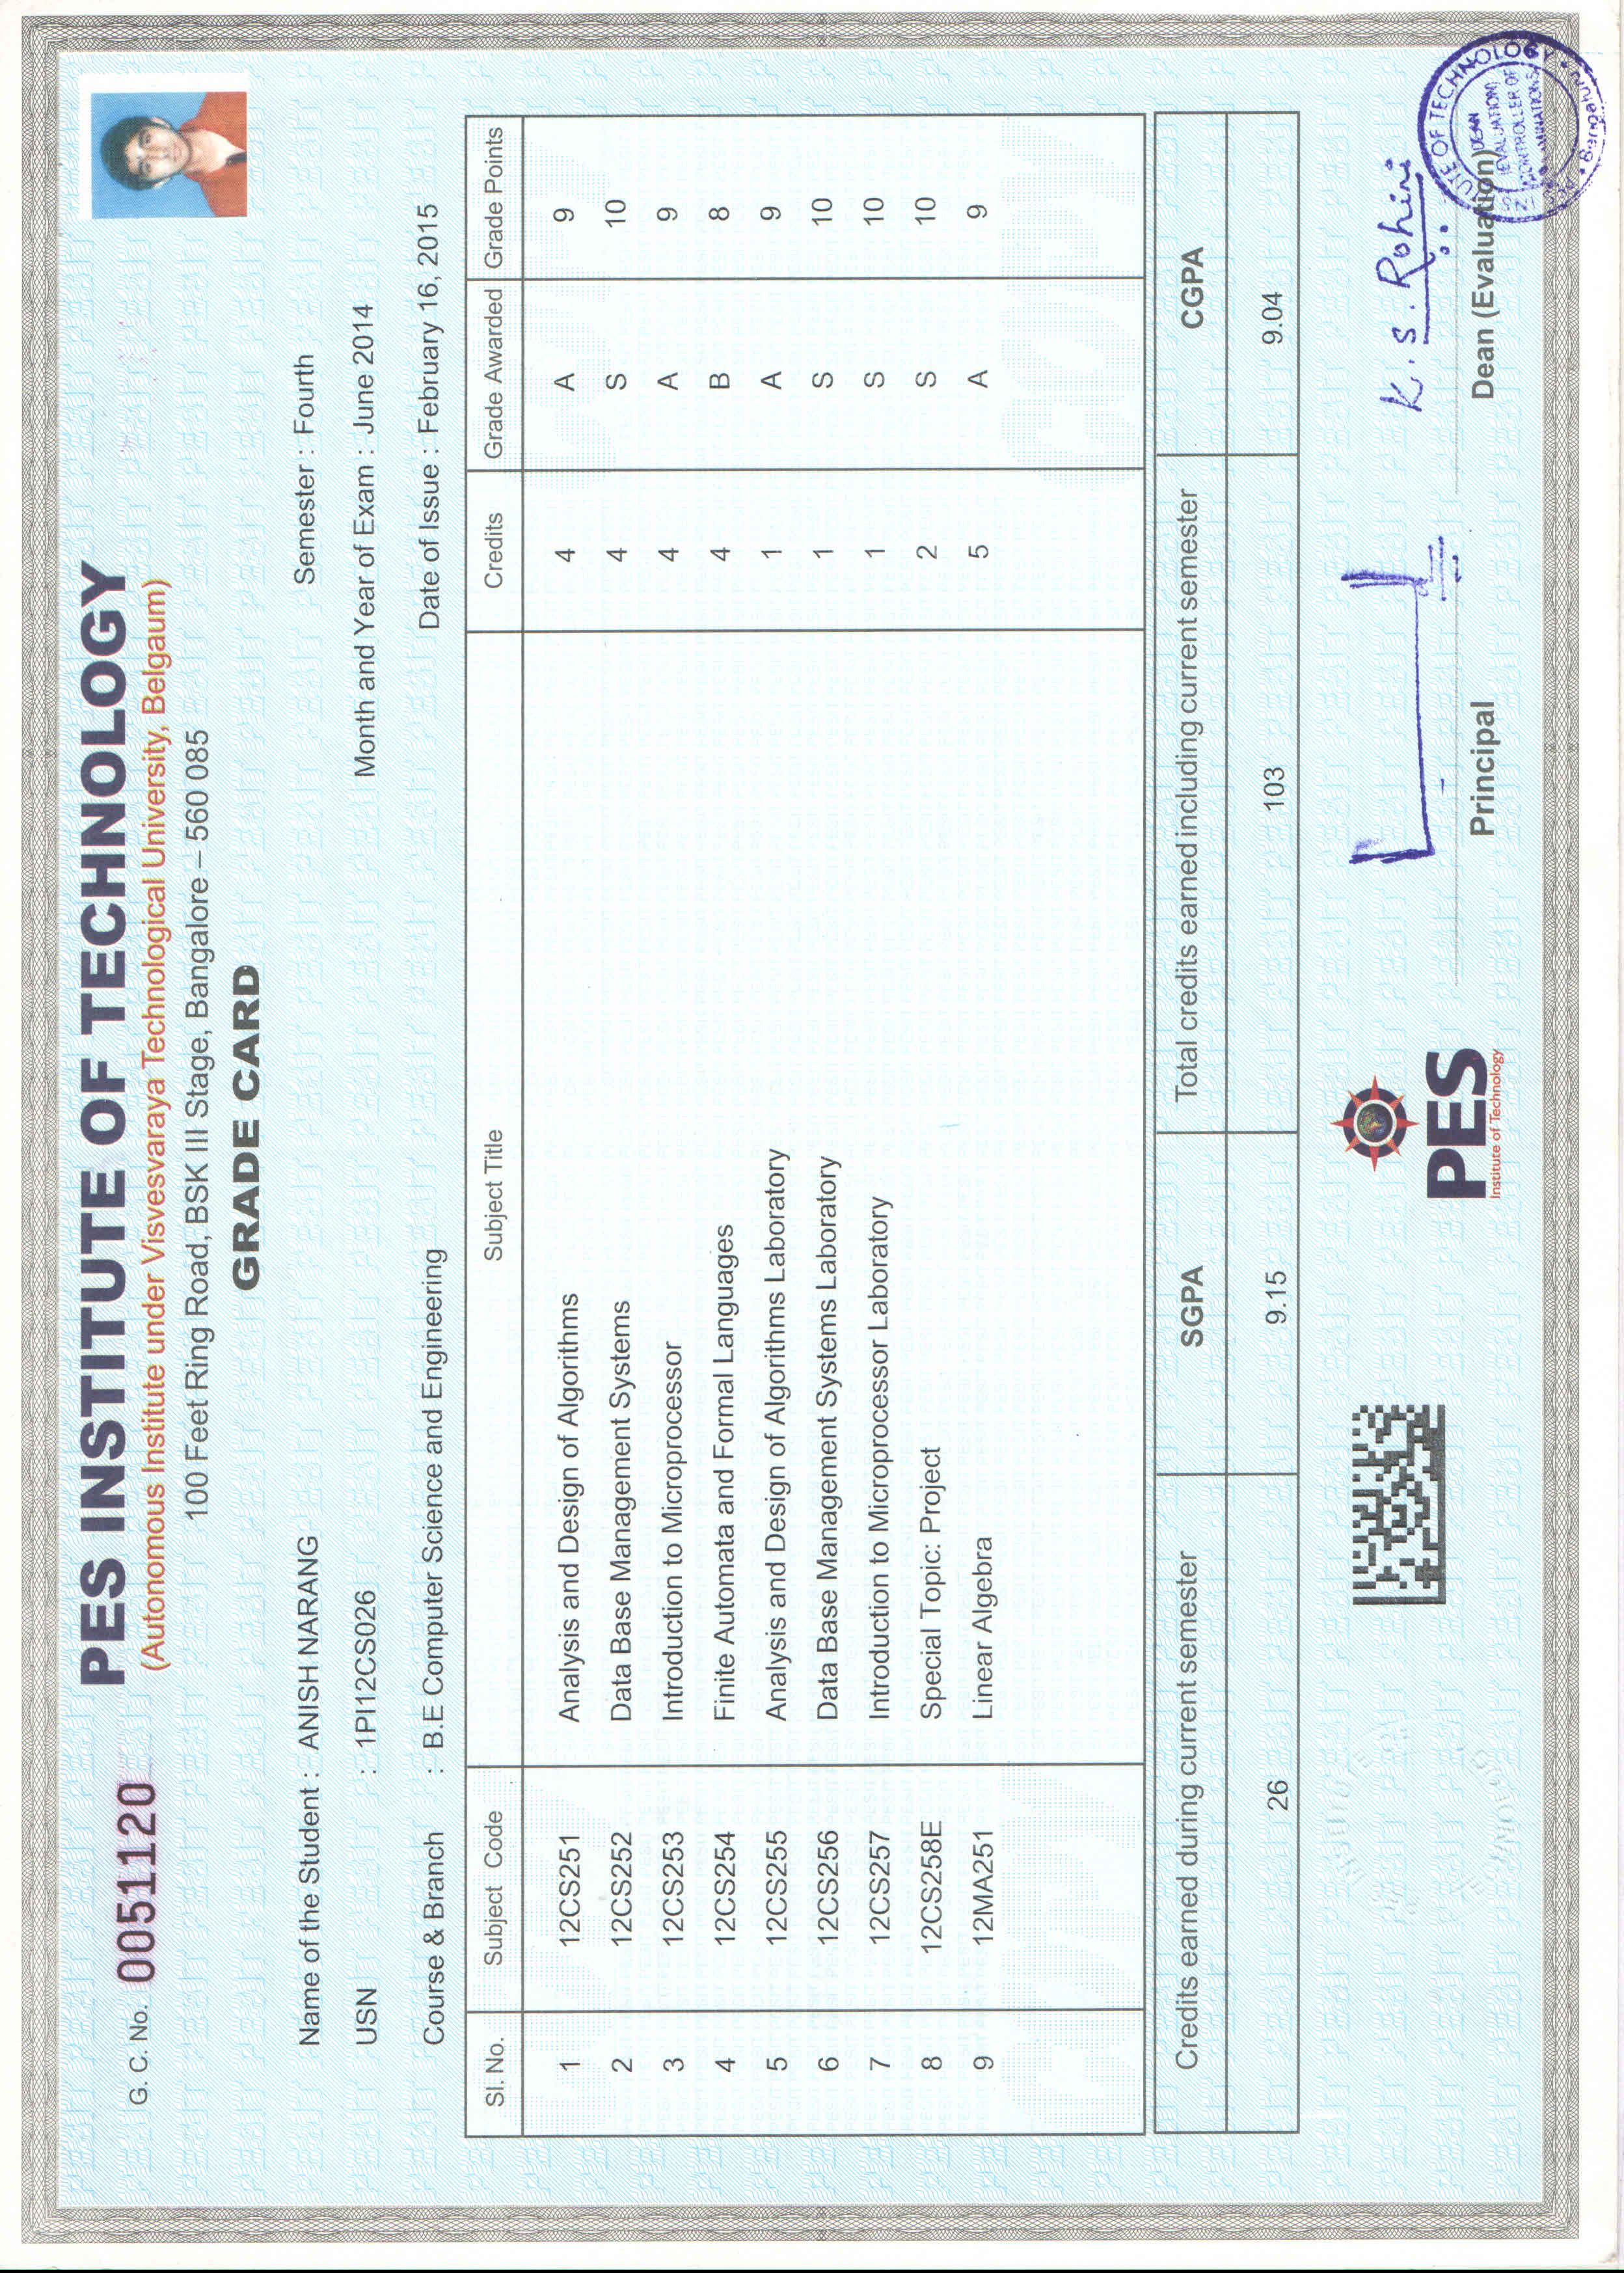 G. C. No. 0051120
PES INSTITUTE OF TECHNOLOGY
(Autonomous Institute under Visvesvaraya Technological University, Belgaum)
100 Feet Ring Road, BSK III Stage, Bangalore – 560 085
GRADE CARD
Name of the Student : ANISH NARANG Semester : Fourth
USN : 1PI12CS026 Month and Year of Exam : June 2014
Course & Branch : B.E Computer Science and Engineering Date of Issue : February 16, 2015
Sl. No. Subject Code Subject Title Credits Grade Awarded Grade Points
1 12CS251 Analysis and Design of Algorithms 4 A 9
2 12CS252 Data Base Management Systems 4 S 10
3 12CS253 Introduction to Microprocessor 4 A 9
4 12CS254 Finite Automata and Formal Languages 4 B 8
5 12CS255 Analysis and Design of Algorithms Laboratory 1 A 9
6 12CS256 Data Base Management Systems Laboratory 1 S 10
7 12CS257 Introduction to Microprocessor Laboratory 1 S 10
8 12CS258E Special Topic: Project 2 S 10
9 12MA251 Linear Algebra 5 A 9
Credits earned during current semester SGPA Total credits earned including current semester CGPA
26 9.15 103 9.04
PES
Institute of Technology
Principal
K. S. Rohini
Dean (Evaluation)
OF TECHNOLOGY
DEAN
(EVALUATION)
Bangalore